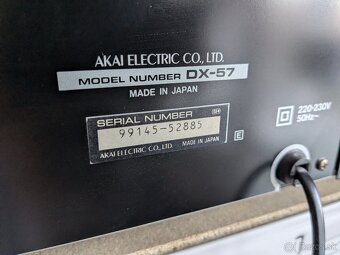 AKAI ELECTRIC CO., LTD.
MODEL NUMBER DX-57
MADE IN JAPAN
SERIAL NUMBER
99145-52885
AKAI ELECTRIC CO., LTD. MADE IN JAPAN
E
220-230V
50Hz~